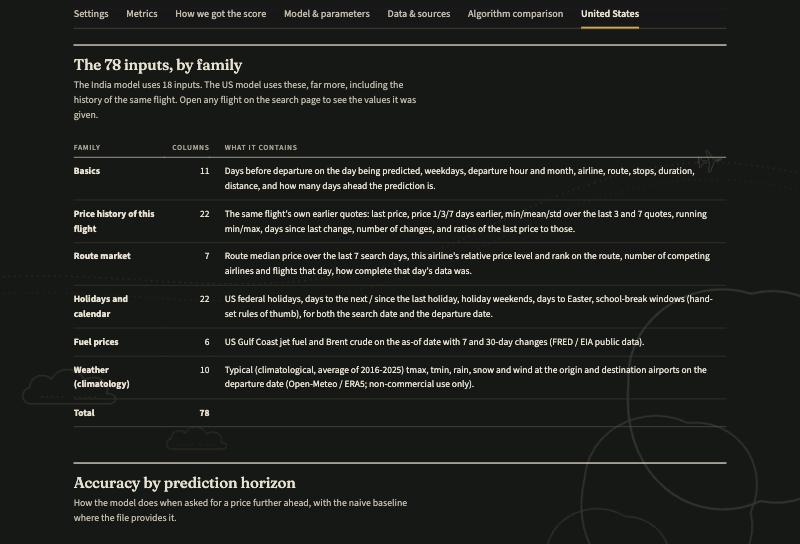 Settings Metrics How we got the score Model & parameters Data & sources Algorithm comparison United States
The 78 inputs, by family
The India model uses 18 inputs. The US model uses these, far more, including the
history of the same flight. Open any flight on the search page to see the values it was
given.
FAMILY COLUMNS WHAT IT CONTAINS
Basics 11 Days before departure on the day being predicted, weekdays, departure hour and month, airline, route, stops, duration,
distance, and how many days ahead the prediction is.
Price history of this 22 The same flight's own earlier quotes: last price, price 1/3/7 days earlier, min/mean/std over the last 3 and 7 quotes, running
flight min/max, days since last change, number of changes, and ratios of the last price to those.
Route market 7 Route median price over the last 7 search days, this airline's relative price level and rank on the route, number of competing
airlines and flights that day, how complete that day's data was.
Holidays and 22 US federal holidays, days to the next / since the last holiday, holiday weekends, days to Easter, school-break windows (hand-
calendar set rules of thumb), for both the search date and the departure date.
Fuel prices 6 US Gulf Coast jet fuel and Brent crude on the as-of date with 7 and 30-day changes (FRED / EIA public data).
Weather 10 Typical (climatological, average of 2016-2025) tmax, tmin, rain, snow and wind at the origin and destination airports on the
(climatology) departure date (Open-Meteo / ERA5; non-commercial use only).
Total 78
Accuracy by prediction horizon
How the model does when asked for a price further ahead, with the naive baseline
where the file provides it.